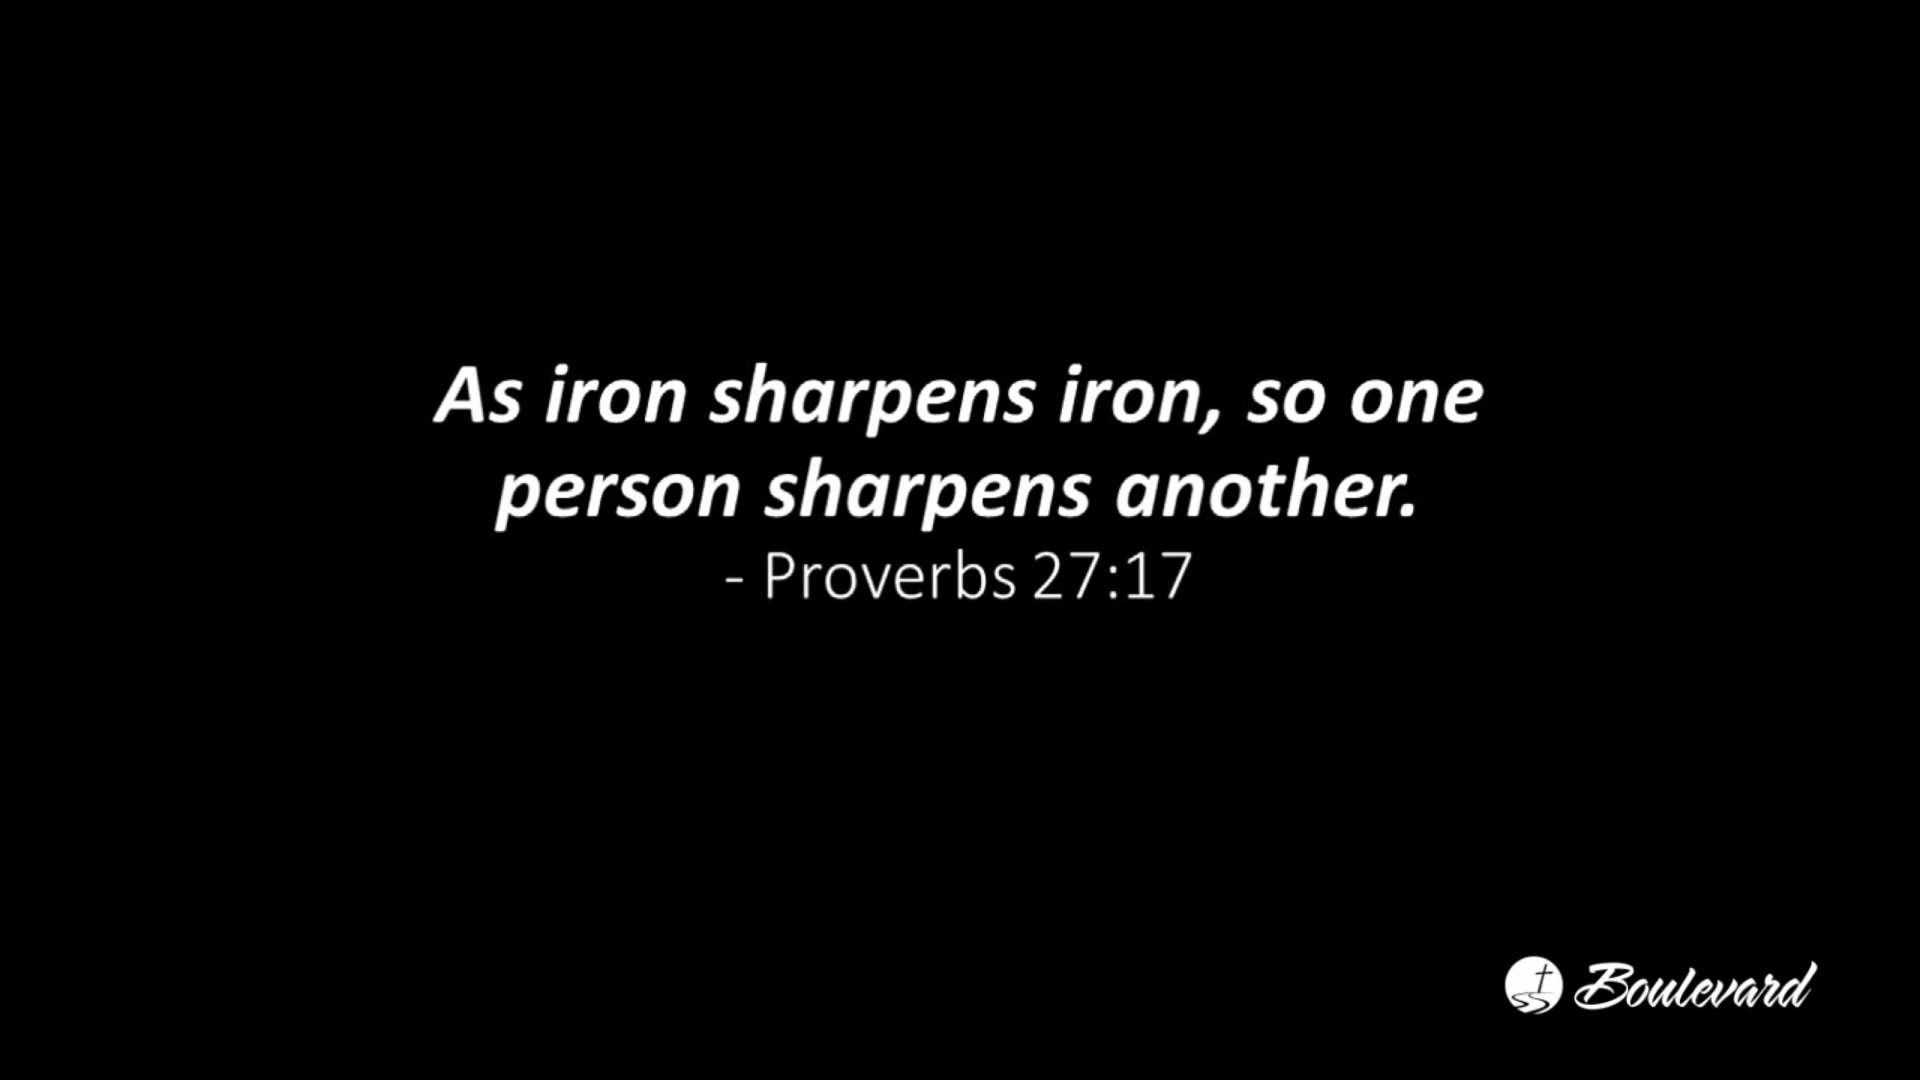 As iron sharpens iron, so one
person sharpens another.
- Proverbs 27:17
Boulevard